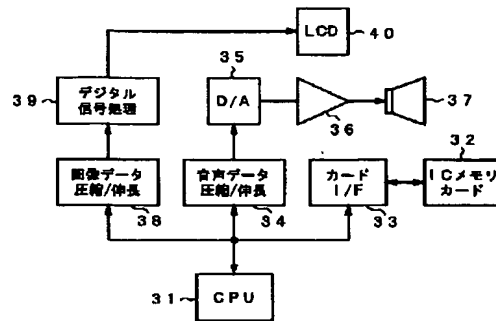 LCD
40
35
39
デジタル
信号処理
D/A
36
37
32
画像データ
圧縮/伸長
38
音声データ
圧縮/伸長
34
カード
I/F
33
ICメモリ
カード
31
CPU